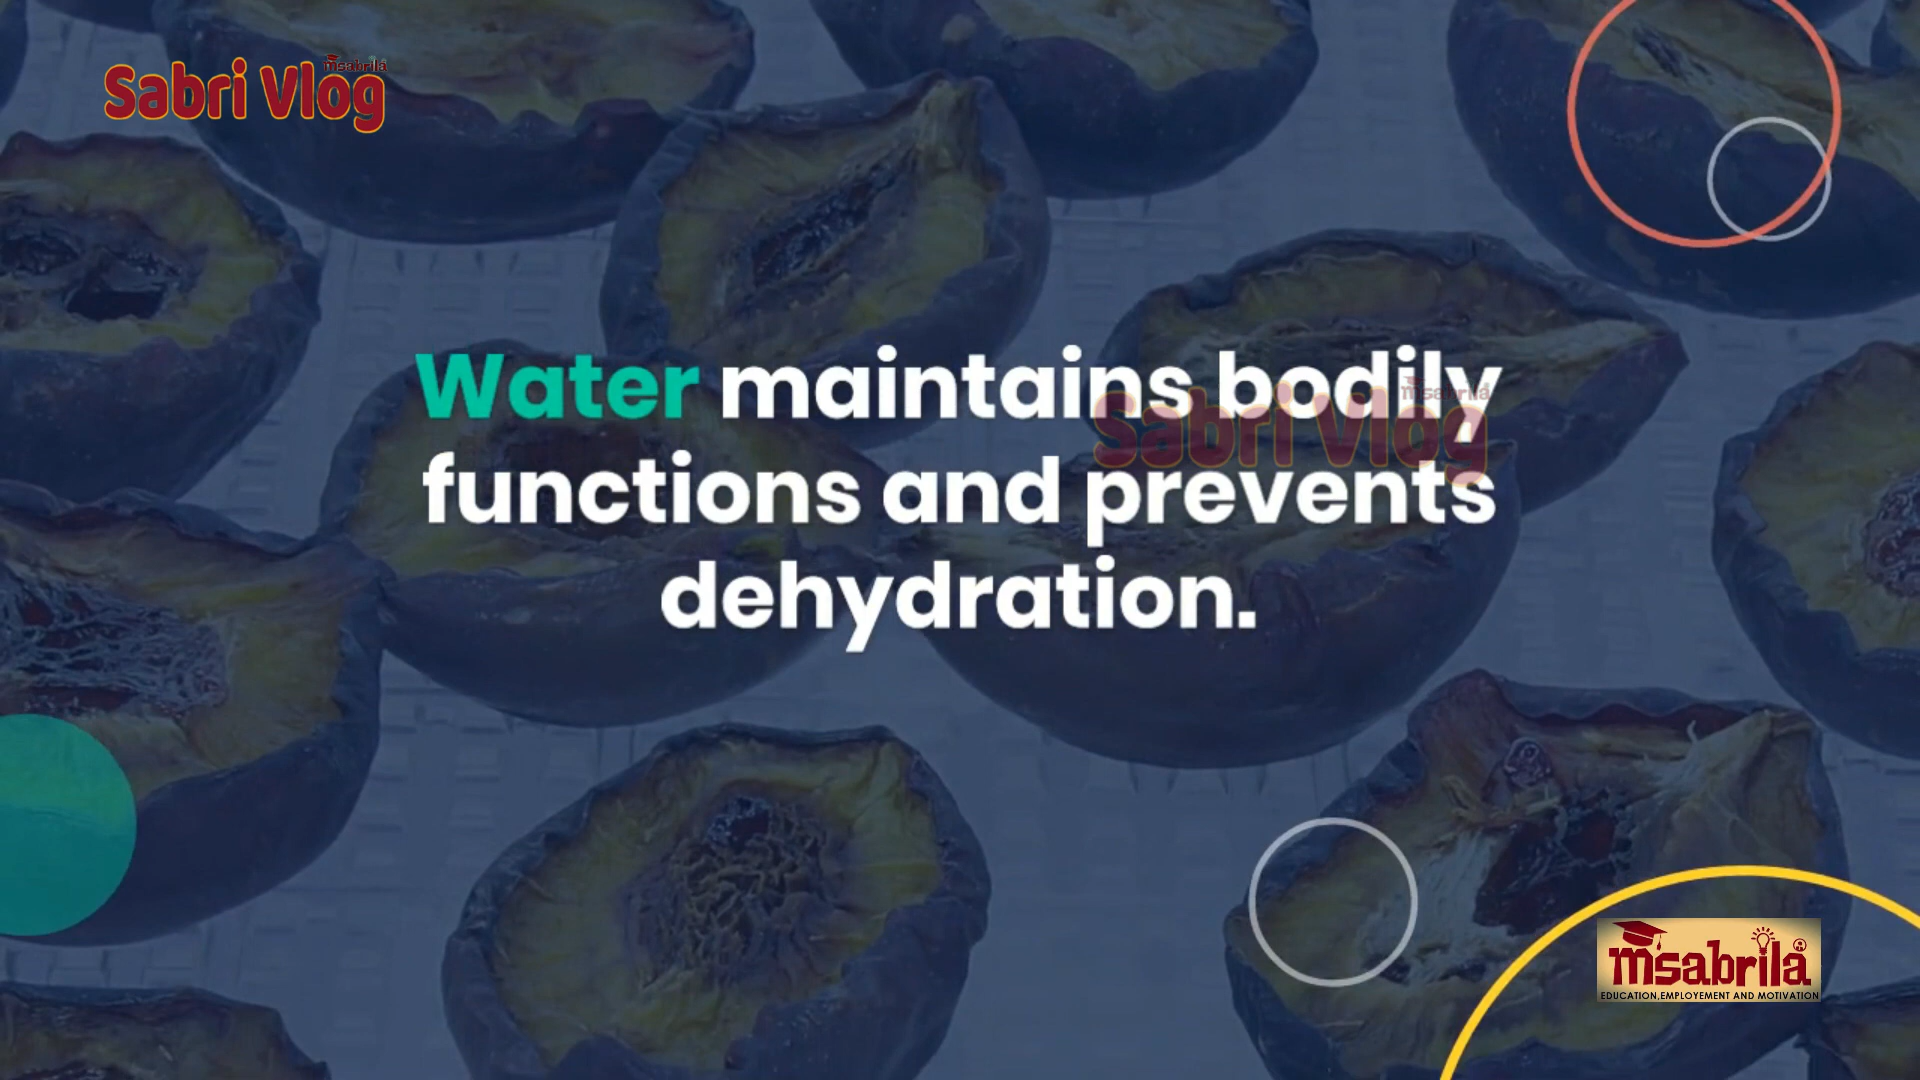 msabrila
Sabri Vlog
Water maintains bodily
msabrila
Sabri Vlog
functions and prevents
dehydration.
msabrila
EDUCATION,EMPLOYEMENT AND MOTIVATION